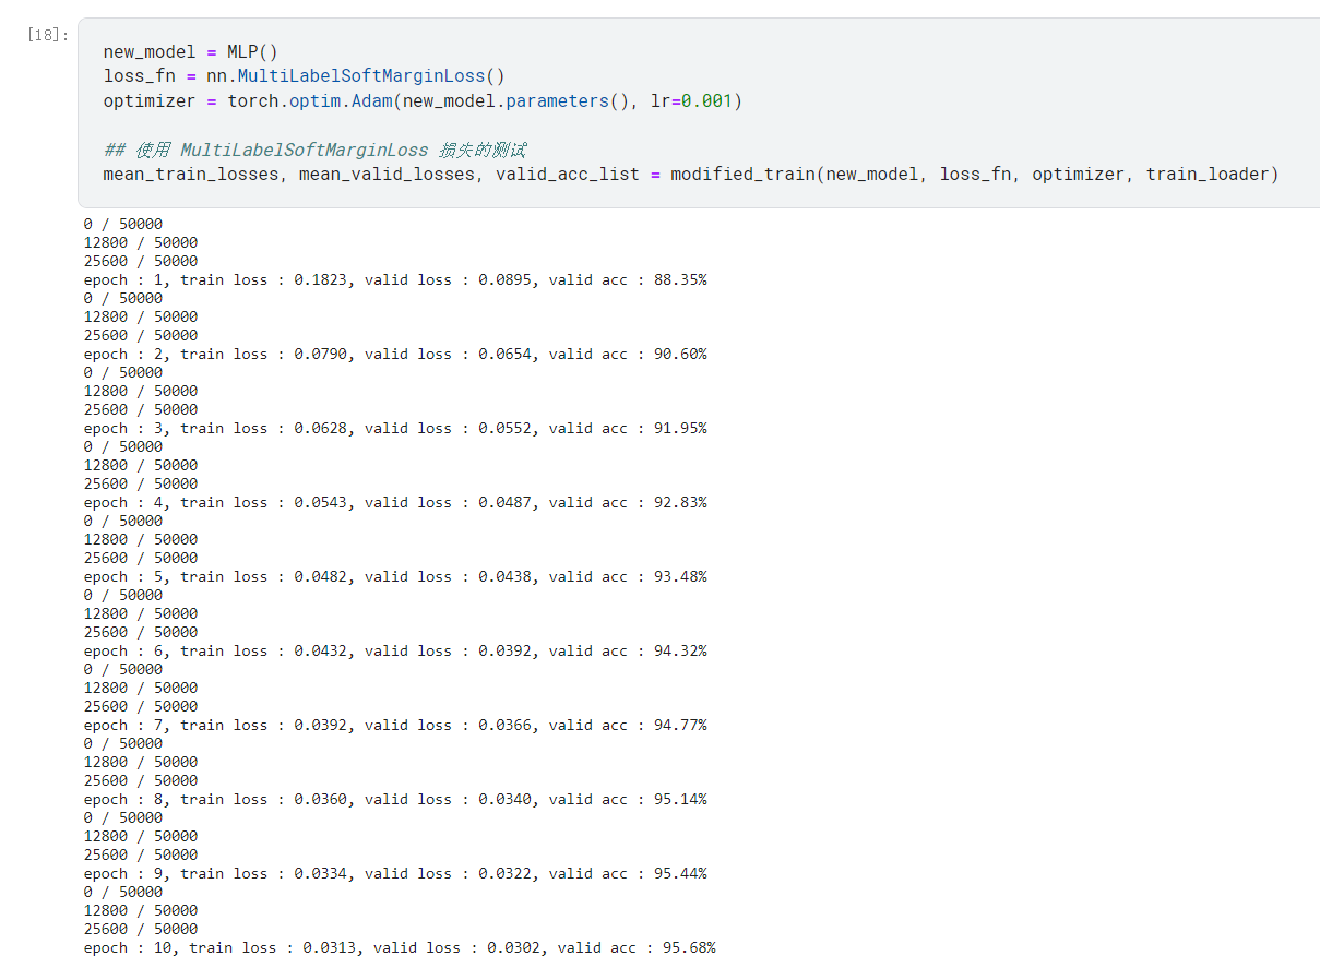 [18]:
new_model = MLP()
loss_fn = nn.MultiLabelSoftMarginLoss()
optimizer = torch.optim.Adam(new_model.parameters(), lr=0.001)
## 使用 MultiLabelSoftMarginLoss 损失的测试
mean_train_losses, mean_valid_losses, valid_acc_list = modified_train(new_model, loss_fn, optimizer, train_loader)
0 / 50000
12800 / 50000
25600 / 50000
epoch : 1, train loss : 0.1823, valid loss : 0.0895, valid acc : 88.35%
0 / 50000
12800 / 50000
25600 / 50000
epoch : 2, train loss : 0.0790, valid loss : 0.0654, valid acc : 90.60%
0 / 50000
12800 / 50000
25600 / 50000
epoch : 3, train loss : 0.0628, valid loss : 0.0552, valid acc : 91.95%
0 / 50000
12800 / 50000
25600 / 50000
epoch : 4, train loss : 0.0543, valid loss : 0.0487, valid acc : 92.83%
0 / 50000
12800 / 50000
25600 / 50000
epoch : 5, train loss : 0.0482, valid loss : 0.0438, valid acc : 93.48%
0 / 50000
12800 / 50000
25600 / 50000
epoch : 6, train loss : 0.0432, valid loss : 0.0392, valid acc : 94.32%
0 / 50000
12800 / 50000
25600 / 50000
epoch : 7, train loss : 0.0392, valid loss : 0.0366, valid acc : 94.77%
0 / 50000
12800 / 50000
25600 / 50000
epoch : 8, train loss : 0.0360, valid loss : 0.0340, valid acc : 95.14%
0 / 50000
12800 / 50000
25600 / 50000
epoch : 9, train loss : 0.0334, valid loss : 0.0322, valid acc : 95.44%
0 / 50000
12800 / 50000
25600 / 50000
epoch : 10, train loss : 0.0313, valid loss : 0.0302, valid acc : 95.68%